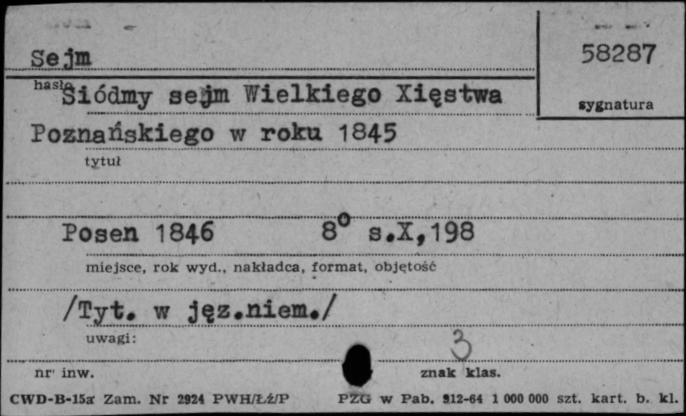 Sejm
58287
hasło
Siódmy sejm Wielkiego Xięstwa
sygnatura
Poznańskiego w roku 1845
tytuł
Posen 1846 8° s.X,198
miejsce, rok wyd., nakładca, format, objętość
/Tyt. w jęz.niem./
uwagi:
3
nr inw.
znak klas.
CWD-B-15a Zam. Nr 2924 PWH/Łź/P PZG w Pab. 912-64 1 000 000 szt. kart. b. kl.